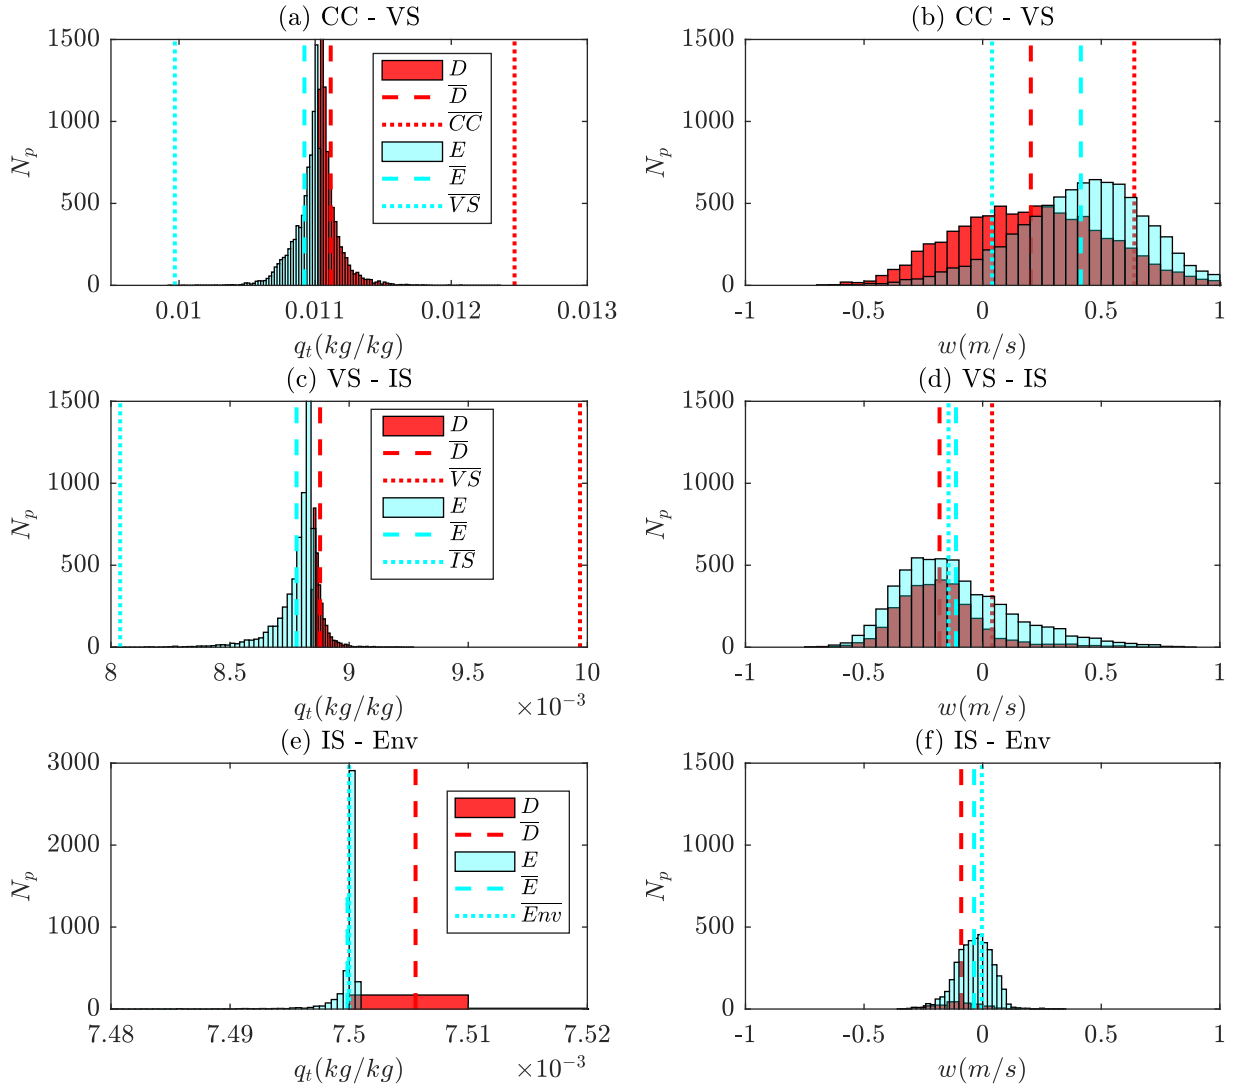 (a) CC - VS
1500
1000
500
0
N_p
0.01
0.011
0.012
0.013
q_t(kg/kg)
D
D̅
C̅C̅
E
E̅
V̅S̅
(b) CC - VS
1500
1000
500
0
N_p
-1
-0.5
0
0.5
1
w(m/s)
(c) VS - IS
1500
1000
500
0
N_p
8
8.5
9
9.5
10
q_t(kg/kg)
×10⁻³
D
D̅
V̅S̅
E
E̅
I̅S̅
(d) VS - IS
1500
1000
500
0
N_p
-1
-0.5
0
0.5
1
w(m/s)
(e) IS - Env
3000
2000
1000
0
N_p
7.48
7.49
7.5
7.51
7.52
q_t(kg/kg)
×10⁻³
D
D̅
E
E̅
E̅n̅v̅
(f) IS - Env
1500
1000
500
0
N_p
-1
-0.5
0
0.5
1
w(m/s)